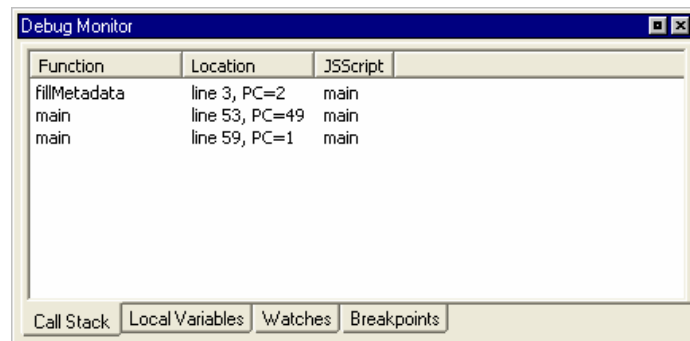 Debug Monitor
Function Location JSScript
fillMetadata line 3, PC=2 main
main line 53, PC=49 main
main line 59, PC=1 main
Call Stack Local Variables Watches Breakpoints